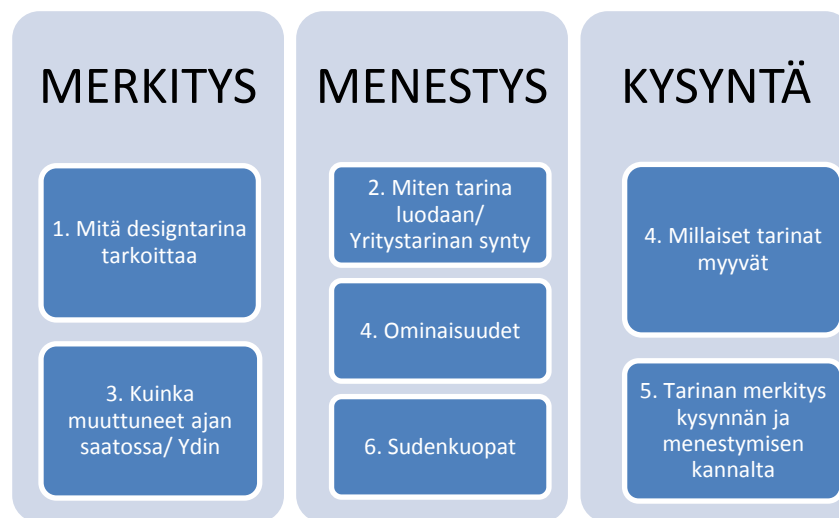 MERKITYS
1. Mitä designtarina
tarkoittaa
3. Kuinka
muuttuneet ajan
saatossa/ Ydin
MENESTYS
2. Miten tarina
luodaan/
Yritystarinan synty
4. Ominaisuudet
6. Sudenkuopat
KYSYNTÄ
4. Millaiset tarinat
myyvät
5. Tarinan merkitys
kysynnän ja
menestymisen
kannalta